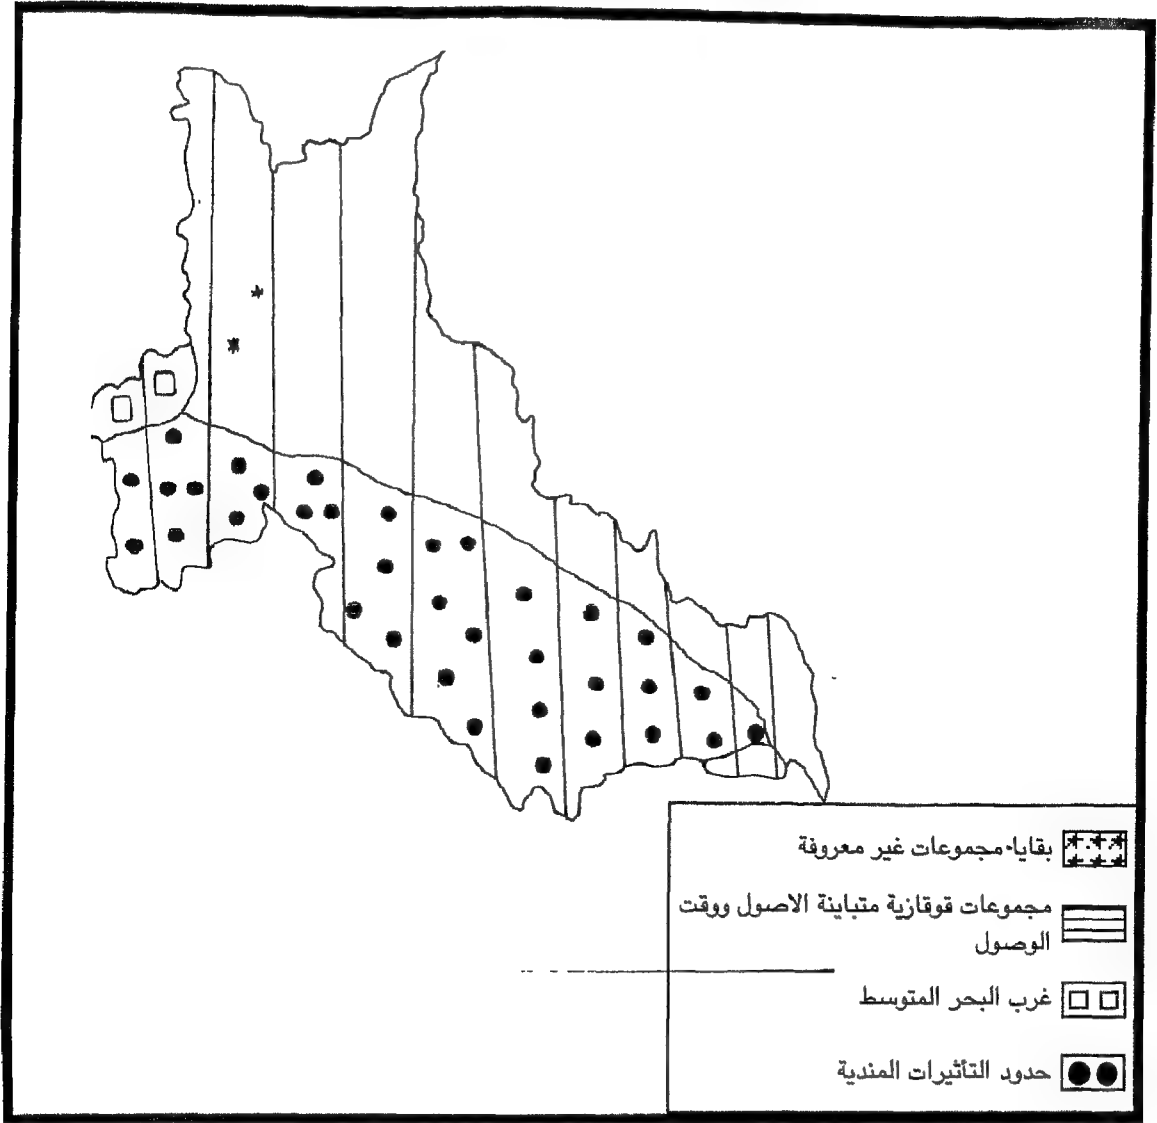 بقايا-مجموعات غير معروفة
مجموعات قوقازية متباينة الاصول ووقت
الوصول
غرب البحر المتوسط
حدود التأثيرات المندية